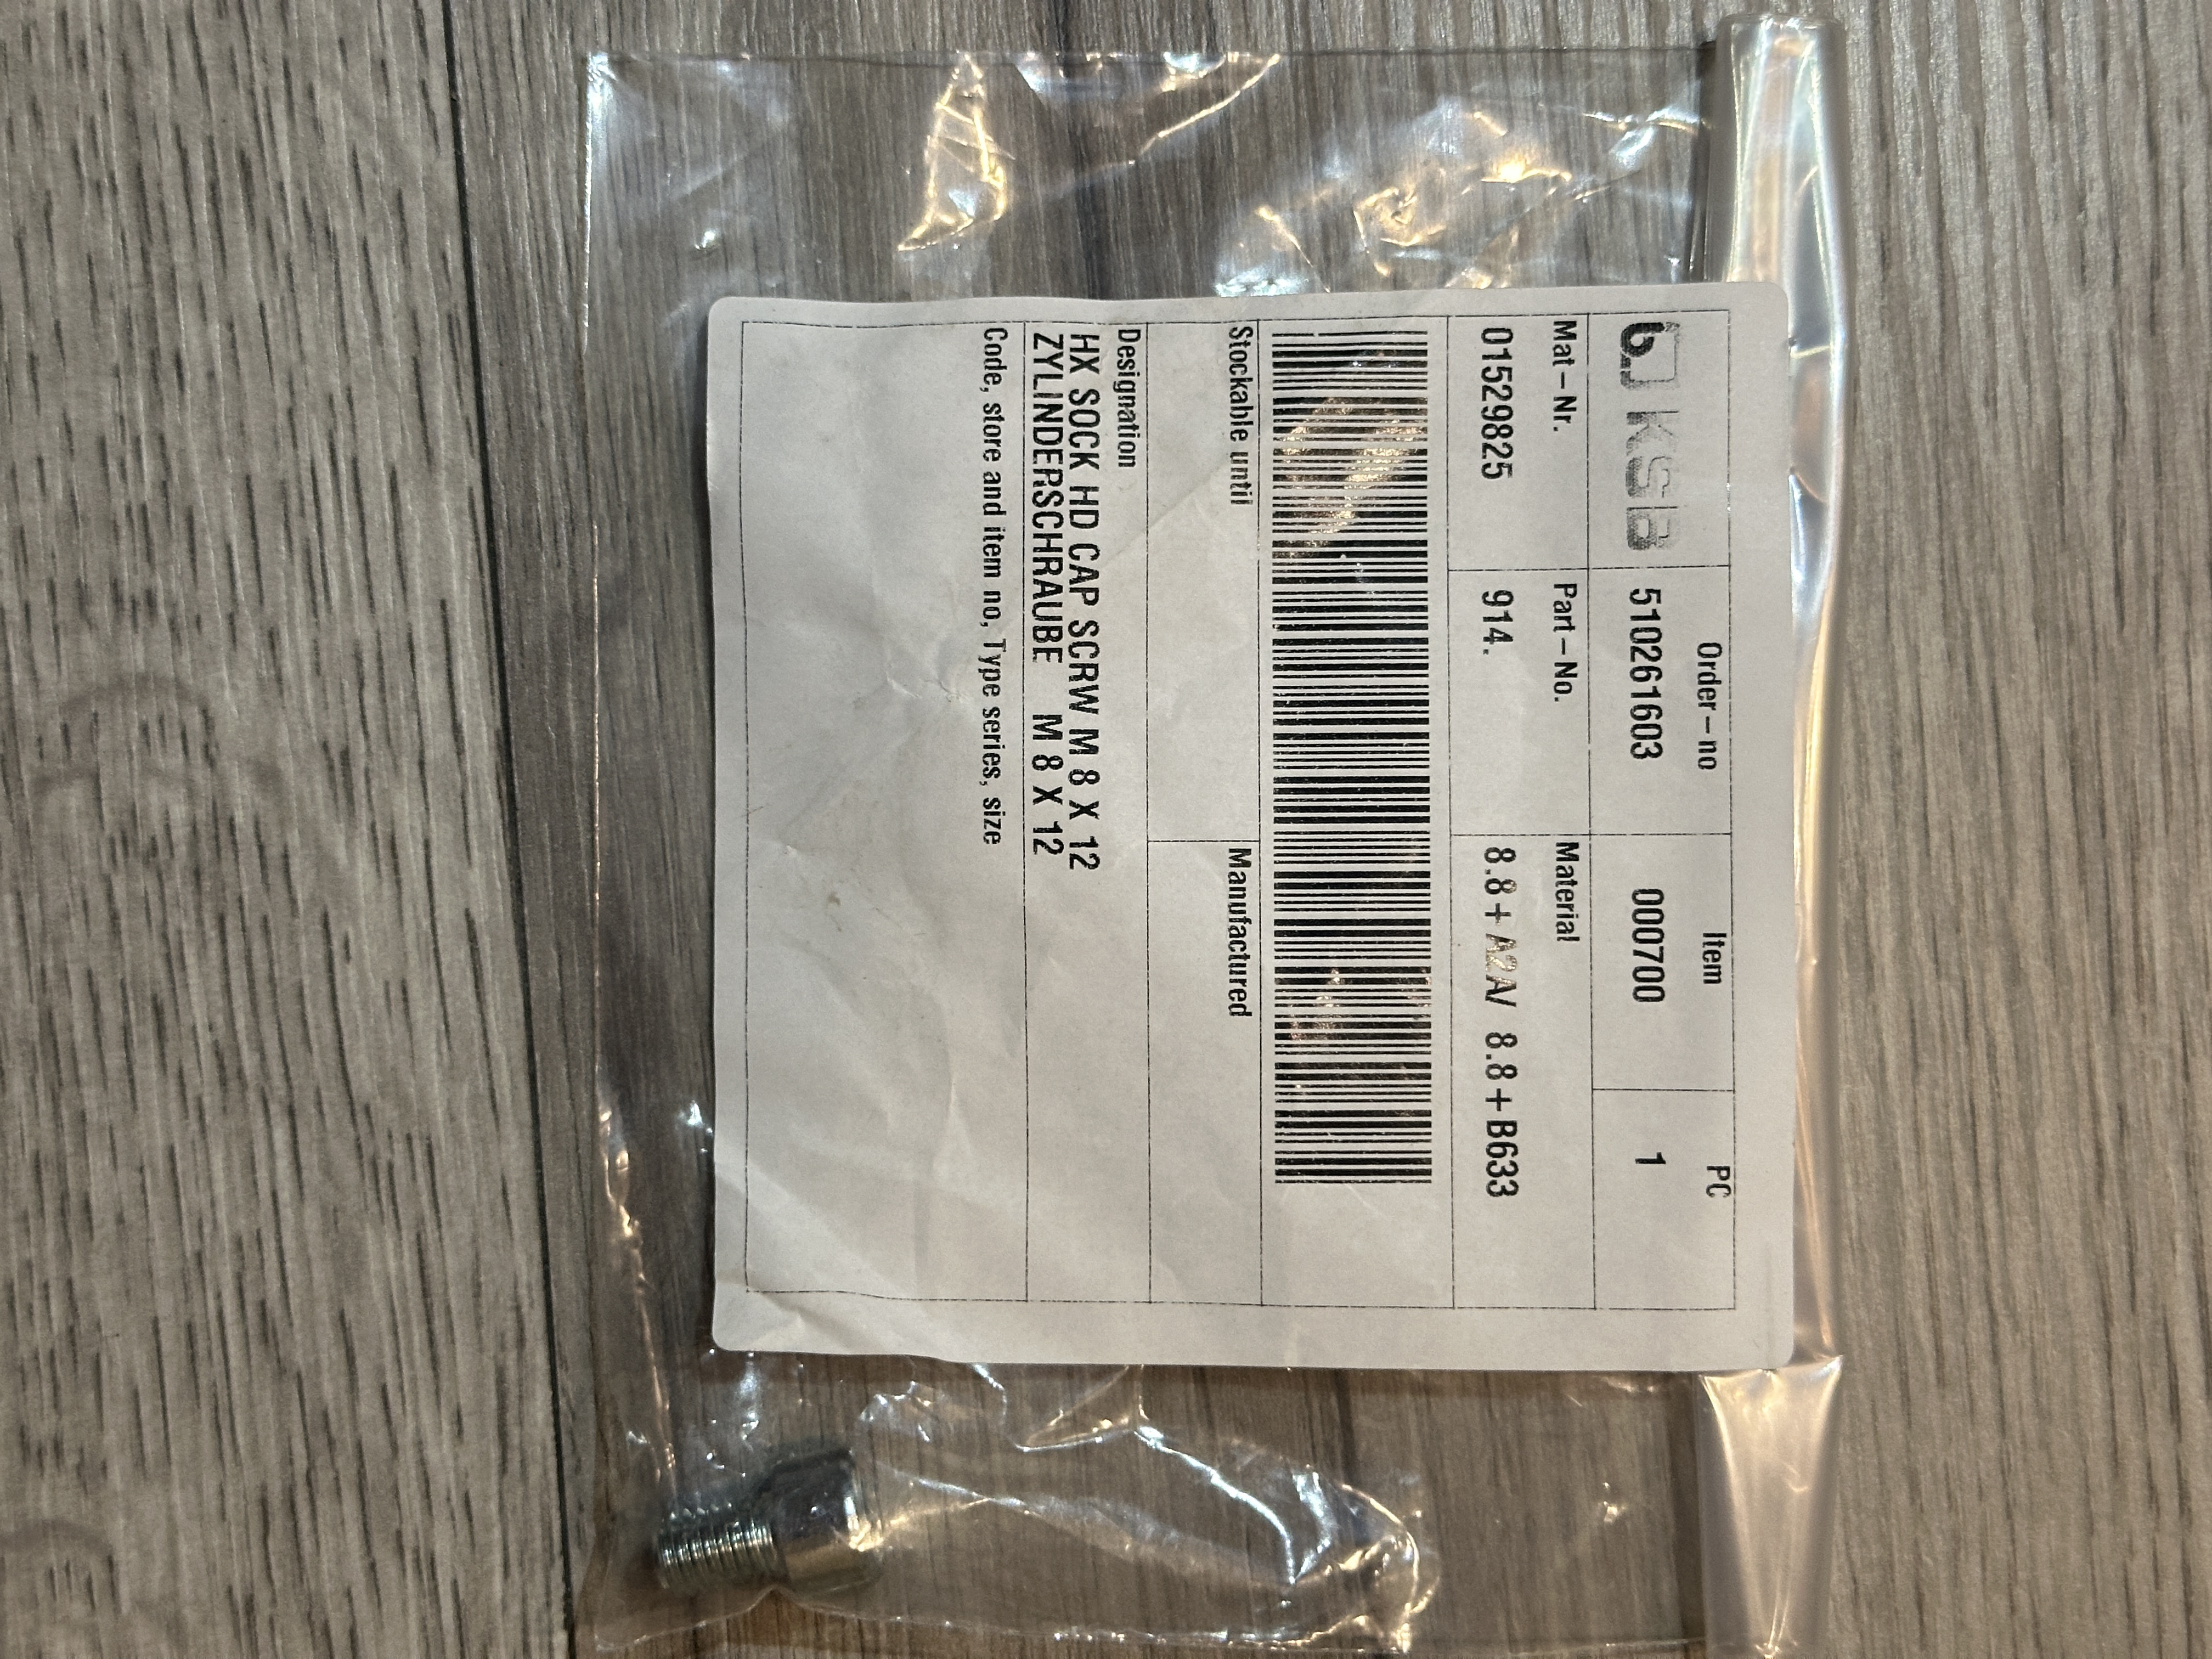 KSB
Order-no
5102616​03
Item
000700
PC
1
Mat-Nr.
01529825
Part-No.
914.
Material
8.8+A2A/ 8.8+B633
Stockable until
Manufactured
Designation
HX SOCK HD CAP SCRW M 8 X 12
ZYLINDERSCHRAUBE M 8 X 12
Code, store and item no, Type series, size